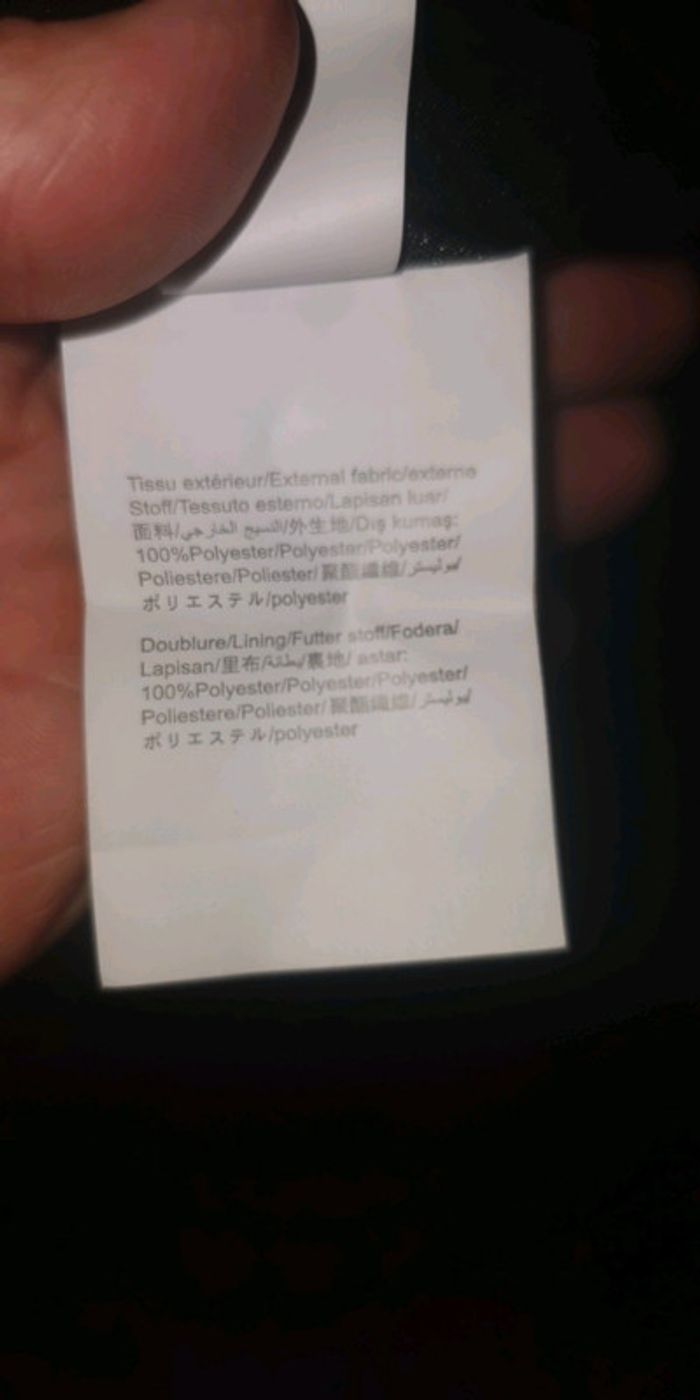 Tissu extérieur/External fabric/externe
Stoff/Tessuto esterno/Lapisan luar/
面料/النسيج الخارجي/外生地/Dış kumaş:
100%Polyester/Polyester/Polyester/
Poliestere/Poliester/聚酯纖維/بوليستر/
ポリエステル/polyester
Doublure/Lining/Futter stoff/Fodera/
Lapisan/里布/بطانة/裏地/ astar:
100%Polyester/Polyester/Polyester/
Poliestere/Poliester/聚酯纖維/بوليستر/
ポリエステル/polyester